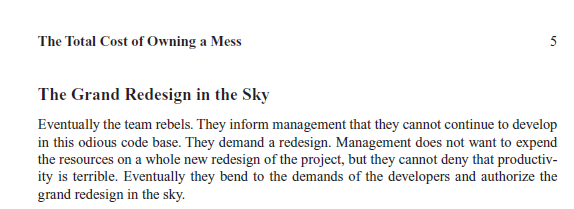 The Total Cost of Owning a Mess 5
The Grand Redesign in the Sky
Eventually the team rebels. They inform management that they cannot continue to develop
in this odious code base. They demand a redesign. Management does not want to expend
the resources on a whole new redesign of the project, but they cannot deny that productiv-
ity is terrible. Eventually they bend to the demands of the developers and authorize the
grand redesign in the sky.